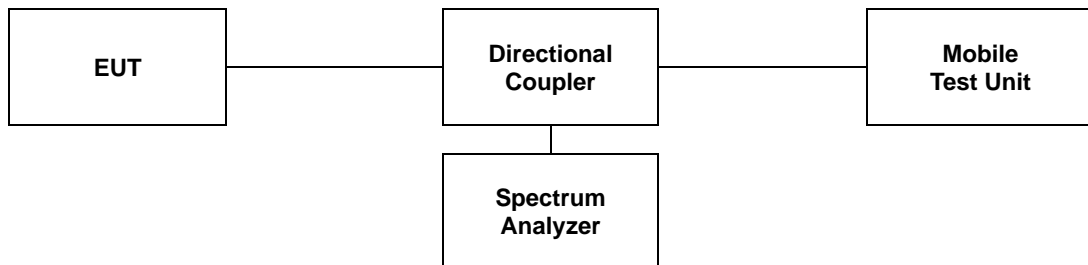 EUT
Directional
Coupler
Mobile
Test Unit
Spectrum
Analyzer